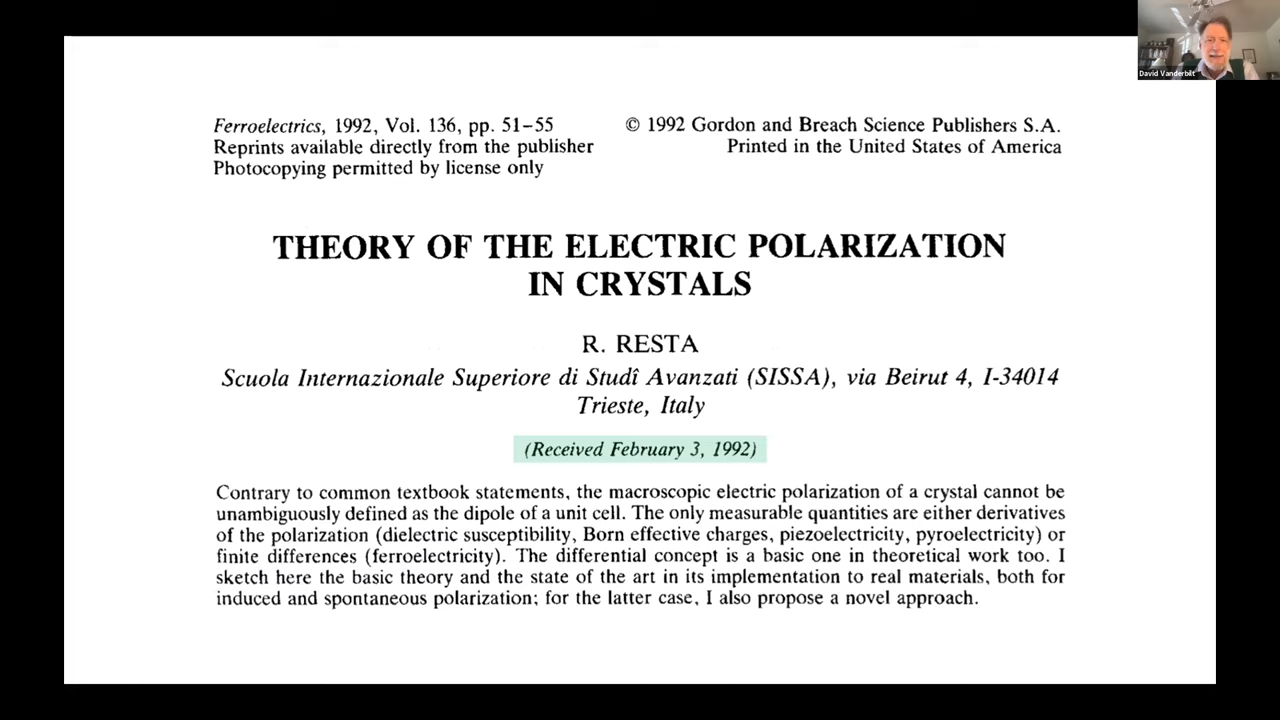 David Vanderbilt
Ferroelectrics, 1992, Vol. 136, pp. 51–55
Reprints available directly from the publisher
Photocopying permitted by license only
© 1992 Gordon and Breach Science Publishers S.A.
Printed in the United States of America
THEORY OF THE ELECTRIC POLARIZATION
IN CRYSTALS
R. RESTA
Scuola Internazionale Superiore di Studî Avanzati (SISSA), via Beirut 4, I-34014
Trieste, Italy
(Received February 3, 1992)
Contrary to common textbook statements, the macroscopic electric polarization of a crystal cannot be
unambiguously defined as the dipole of a unit cell. The only measurable quantities are either derivatives
of the polarization (dielectric susceptibility, Born effective charges, piezoelectricity, pyroelectricity) or
finite differences (ferroelectricity). The differential concept is a basic one in theoretical work too. I
sketch here the basic theory and the state of the art in its implementation to real materials, both for
induced and spontaneous polarization; for the latter case, I also propose a novel approach.